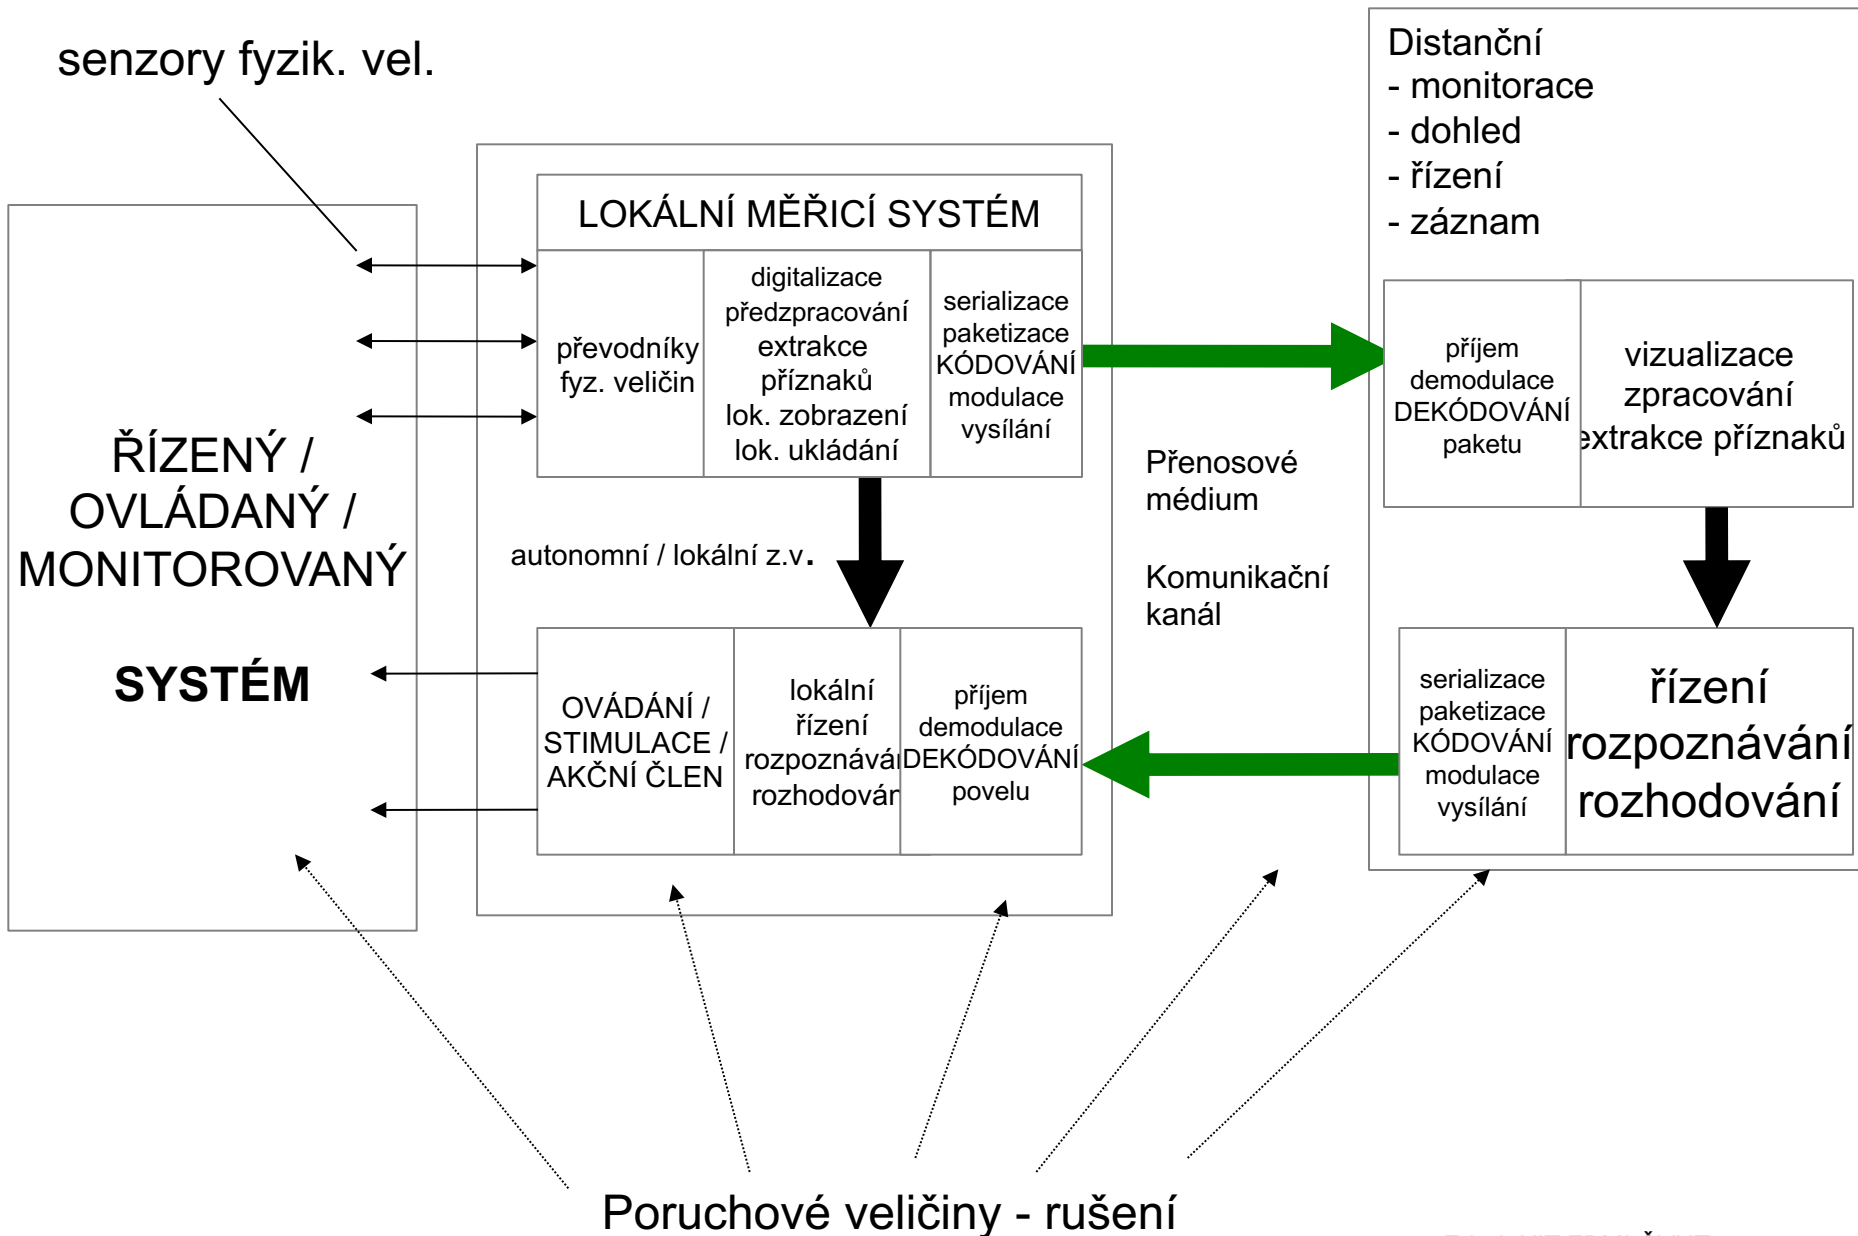 senzory fyzik. vel.
Distanční
- monitorace
- dohled
- řízení
- záznam
LOKÁLNÍ MĚŘICÍ SYSTÉM
převodníky
fyz. veličin
digitalizace
předzpracování
extrakce
příznaků
lok. zobrazení
lok. ukládání
serializace
paketizace
KÓDOVÁNÍ
modulace
vysílání
příjem
demodulace
DEKÓDOVÁNÍ
paketu
vizualizace
zpracování
extrakce příznaků
ŘÍZENÝ /
OVLÁDANÝ /
MONITOROVANÝ
SYSTÉM
Přenosové
médium
Komunikační
kanál
autonomní / lokální z.v.
OVÁDÁNÍ /
STIMULACE /
AKČNÍ ČLEN
lokální
řízení
rozpoznáván
rozhodován
příjem
demodulace
DEKÓDOVÁNÍ
povelu
serializace
paketizace
KÓDOVÁNÍ
modulace
vysílání
řízení
rozpoznávání
rozhodování
Poruchové veličiny - rušení